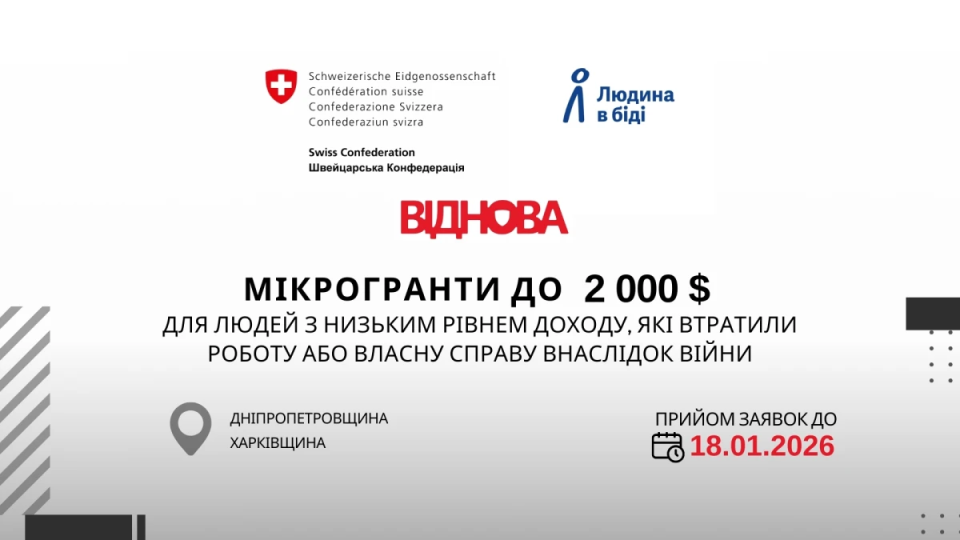 Schweizerische Eidgenossenschaft
Confédération suisse
Confederazione Svizzera
Confederaziun svizra
Swiss Confederation
Швейцарська Конфедерація
Людина
в біді
ВІДНОВА
МІКРОГРАНТИ ДО 2 000 $
ДЛЯ ЛЮДЕЙ З НИЗЬКИМ РІВНЕМ ДОХОДУ, ЯКІ ВТРАТИЛИ
РОБОТУ АБО ВЛАСНУ СПРАВУ ВНАСЛІДОК ВІЙНИ
ДНІПРОПЕТРОВЩИНА
ХАРКІВЩИНА
ПРИЙОМ ЗАЯВОК ДО
18.01.2026